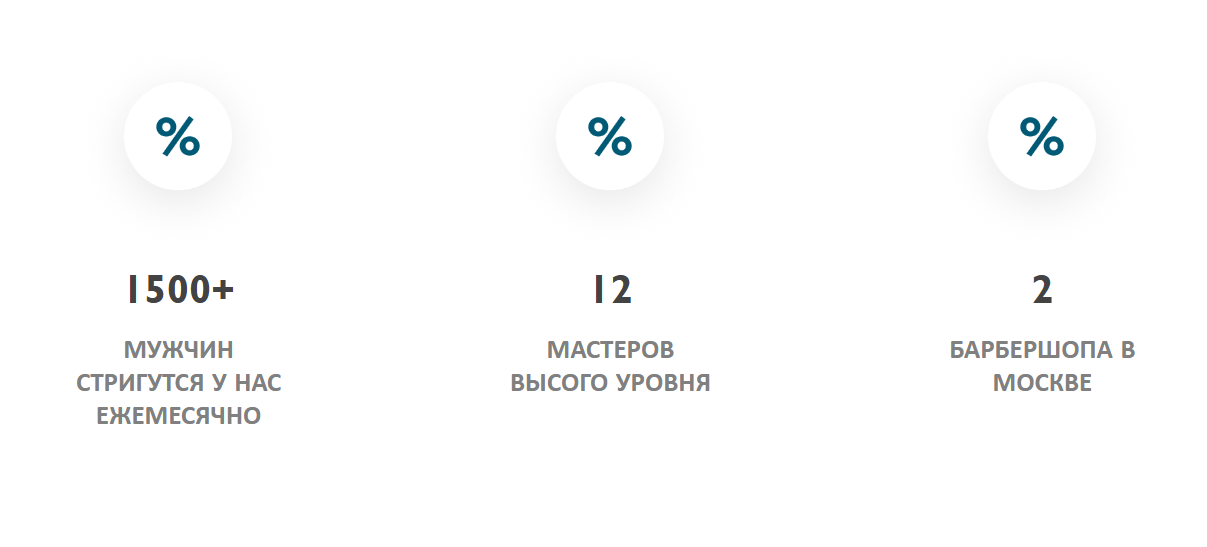 %
%
%
1500+
МУЖЧИН
СТРИГУТСЯ У НАС
ЕЖЕМЕСЯЧНО
12
МАСТЕРОВ
ВЫСОГО УРОВНЯ
2
БАРБЕРШОПА В
МОСКВЕ